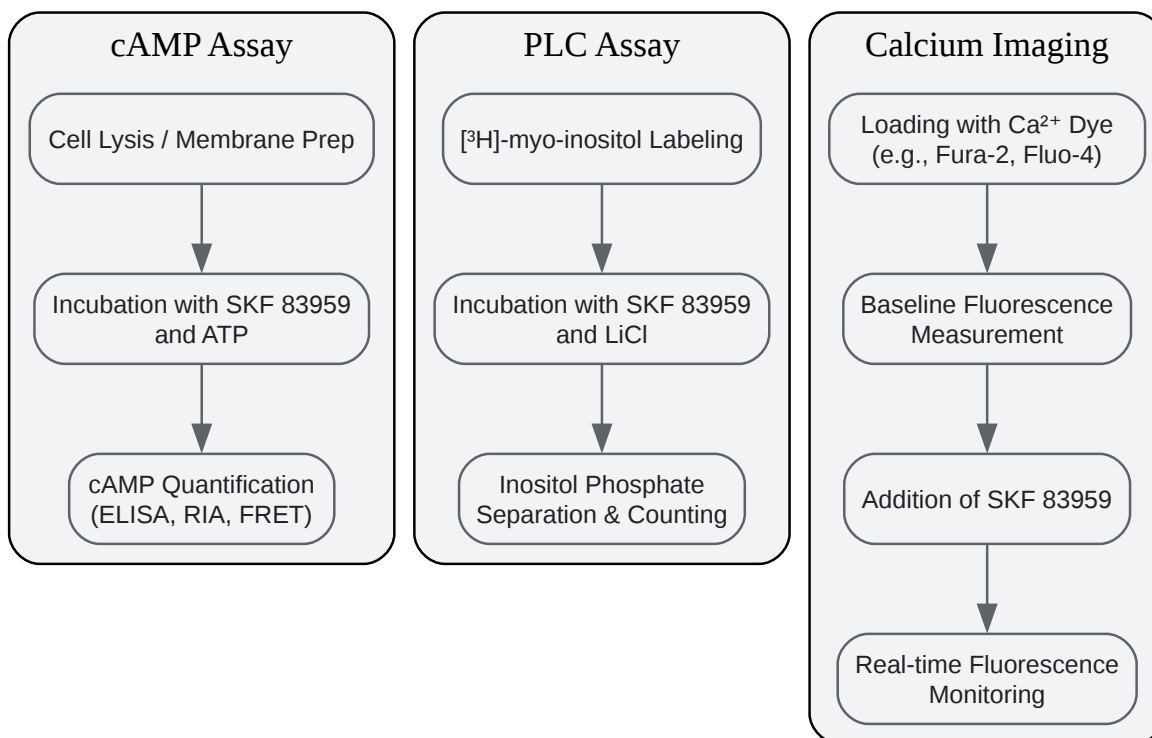 cAMP Assay
Cell Lysis / Membrane Prep
Incubation with SKF 83959
and ATP
cAMP Quantification
(ELISA, RIA, FRET)
PLC Assay
[³H]-myo-inositol Labeling
Incubation with SKF 83959
and LiCl
Inositol Phosphate
Separation & Counting
Calcium Imaging
Loading with Ca²⁺ Dye
(e.g., Fura-2, Fluo-4)
Baseline Fluorescence
Measurement
Addition of SKF 83959
Real-time Fluorescence
Monitoring